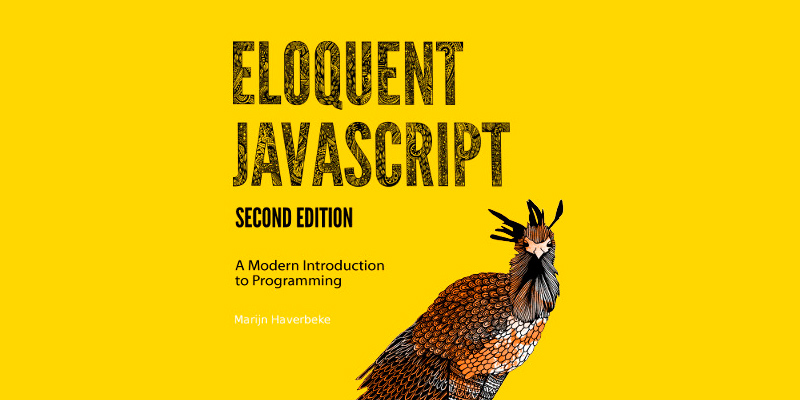 ELOQUENT
JAVASCRIPT
SECOND EDITION
A Modern Introduction
to Programming
Marijn Haverbeke